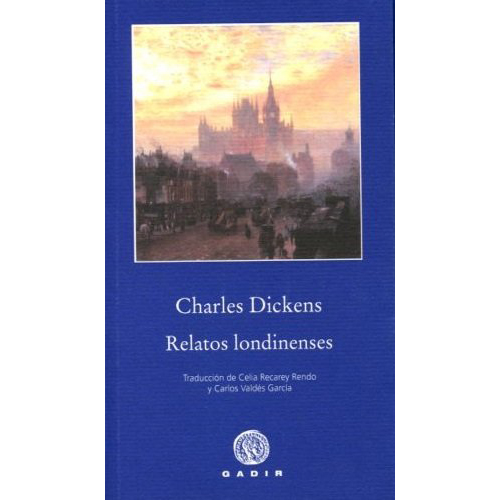 Charles Dickens
Relatos londinenses
Traducción de Celia Recarey Rendo
y Carlos Valdés García
GADIR